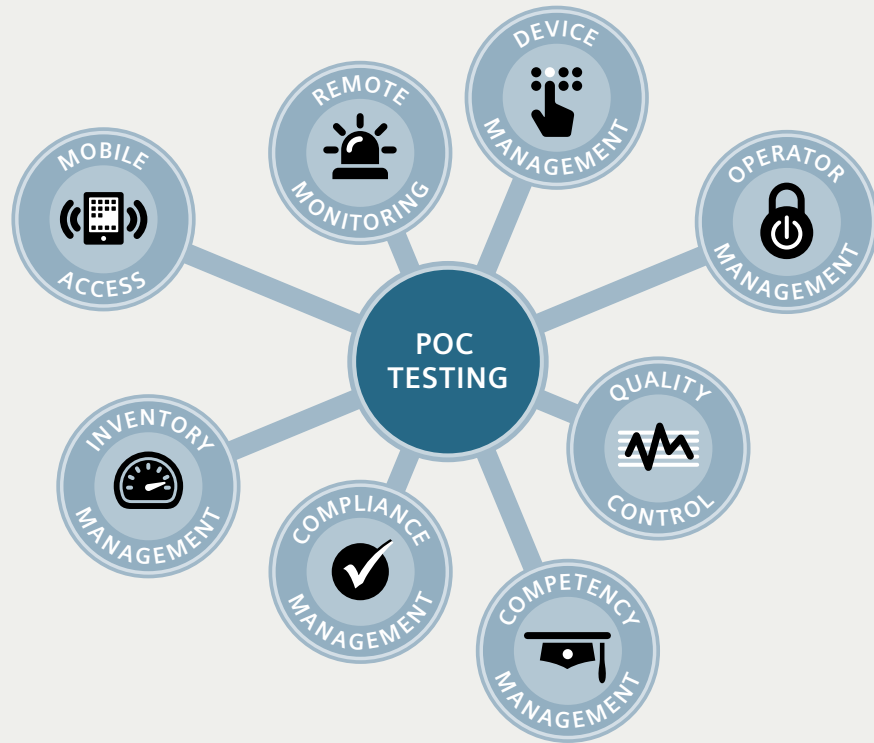 DEVICE
MANAGEMENT
REMOTE
MONITORING
MOBILE
ACCESS
OPERATOR
MANAGEMENT
POC
TESTING
QUALITY
CONTROL
INVENTORY
MANAGEMENT
COMPLIANCE
MANAGEMENT
COMPETENCY
MANAGEMENT